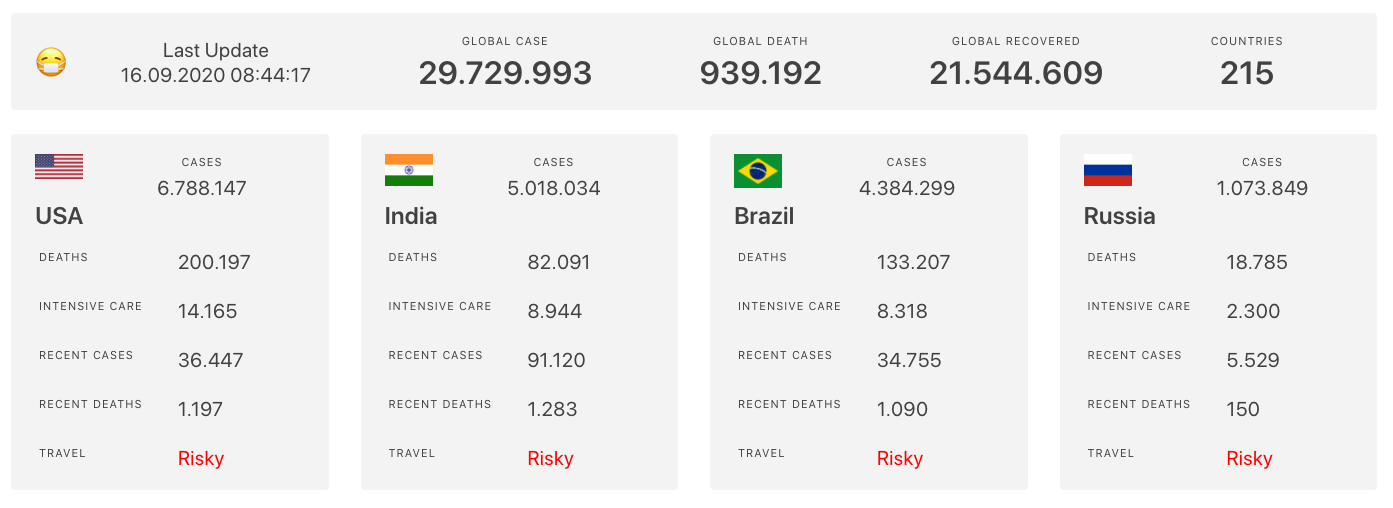 Last Update
16.09.2020 08:44:17
GLOBAL CASE
29.729.993
GLOBAL DEATH
939.192
GLOBAL RECOVERED
21.544.609
COUNTRIES
215
CASES
6.788.147
USA
DEATHS 200.197
INTENSIVE CARE 14.165
RECENT CASES 36.447
RECENT DEATHS 1.197
TRAVEL Risky
CASES
5.018.034
India
DEATHS 82.091
INTENSIVE CARE 8.944
RECENT CASES 91.120
RECENT DEATHS 1.283
TRAVEL Risky
CASES
4.384.299
Brazil
DEATHS 133.207
INTENSIVE CARE 8.318
RECENT CASES 34.755
RECENT DEATHS 1.090
TRAVEL Risky
CASES
1.073.849
Russia
DEATHS 18.785
INTENSIVE CARE 2.300
RECENT CASES 5.529
RECENT DEATHS 150
TRAVEL Risky